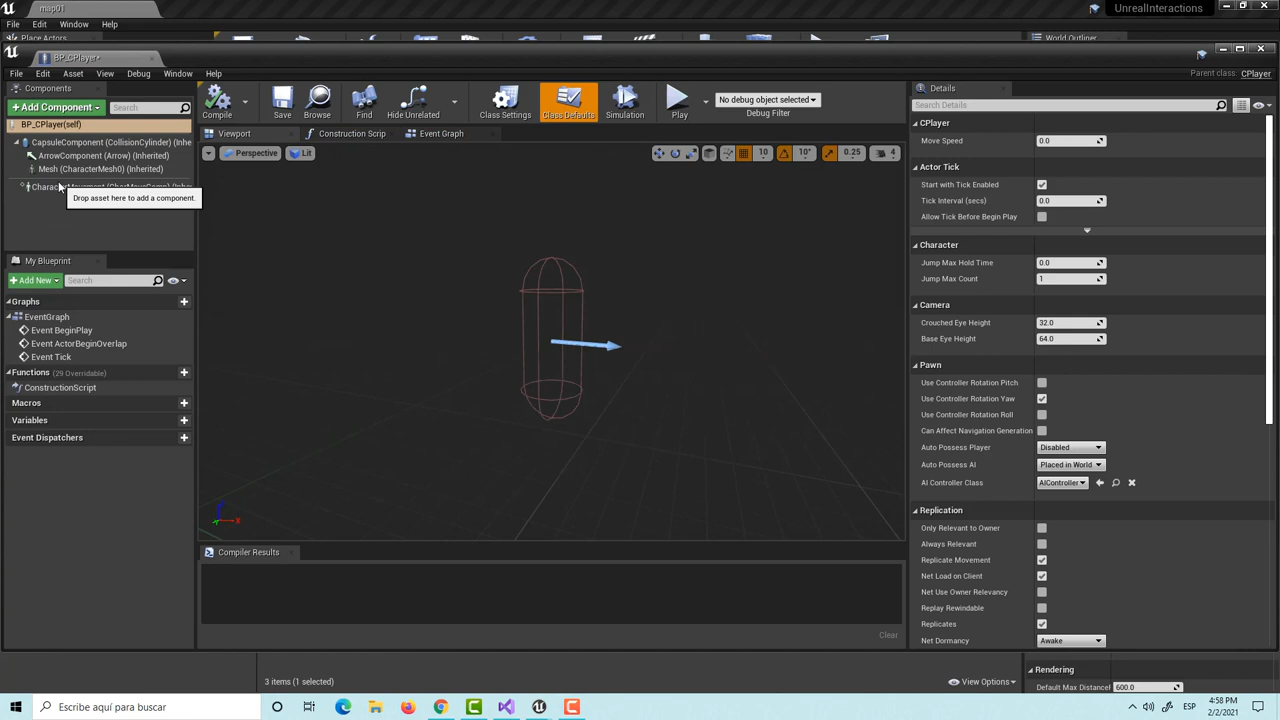 map01
UnrealInteractions
File Edit Window Help
Place Actors
World Outliner
BP_CPlayer*
File Edit Asset View Debug Window Help
Parent class: CPlayer
Components
+ Add Component
Search
BP_CPlayer(self)
CapsuleComponent (CollisionCylinder) (Inhe
ArrowComponent (Arrow) (Inherited)
Mesh (CharacterMesh0) (Inherited)
CharacterMovement (CharMoveComp) (Inhe
Drop asset here to add a component.
My Blueprint
+ Add New
Search
Graphs
EventGraph
Event BeginPlay
Event ActorBeginOverlap
Event Tick
Functions (29 Overridable)
ConstructionScript
Macros
Variables
Event Dispatchers
Compile
Save
Browse
Find
Hide Unrelated
Class Settings
Class Defaults
Simulation
Play
No debug object selected
Debug Filter
Viewport
Construction Scrip
Event Graph
Perspective
Lit
10
10°
0.25
4
X
Compiler Results
Clear
Details
Search Details
CPlayer
Move Speed 0.0
Actor Tick
Start with Tick Enabled
Tick Interval (secs) 0.0
Allow Tick Before Begin Play
Character
Jump Max Hold Time 0.0
Jump Max Count 1
Camera
Crouched Eye Height 32.0
Base Eye Height 64.0
Pawn
Use Controller Rotation Pitch
Use Controller Rotation Yaw
Use Controller Rotation Roll
Can Affect Navigation Generation
Auto Possess Player Disabled
Auto Possess AI Placed in World
AI Controller Class AIController
Replication
Only Relevant to Owner
Always Relevant
Replicate Movement
Net Load on Client
Net Use Owner Relevancy
Replay Rewindable
Replicates
Net Dormancy Awake
3 items (1 selected)
View Options
Rendering
Default Max Distancel 600.0
Escribe aquí para buscar
ESP
4:58 PM
2/2/2021